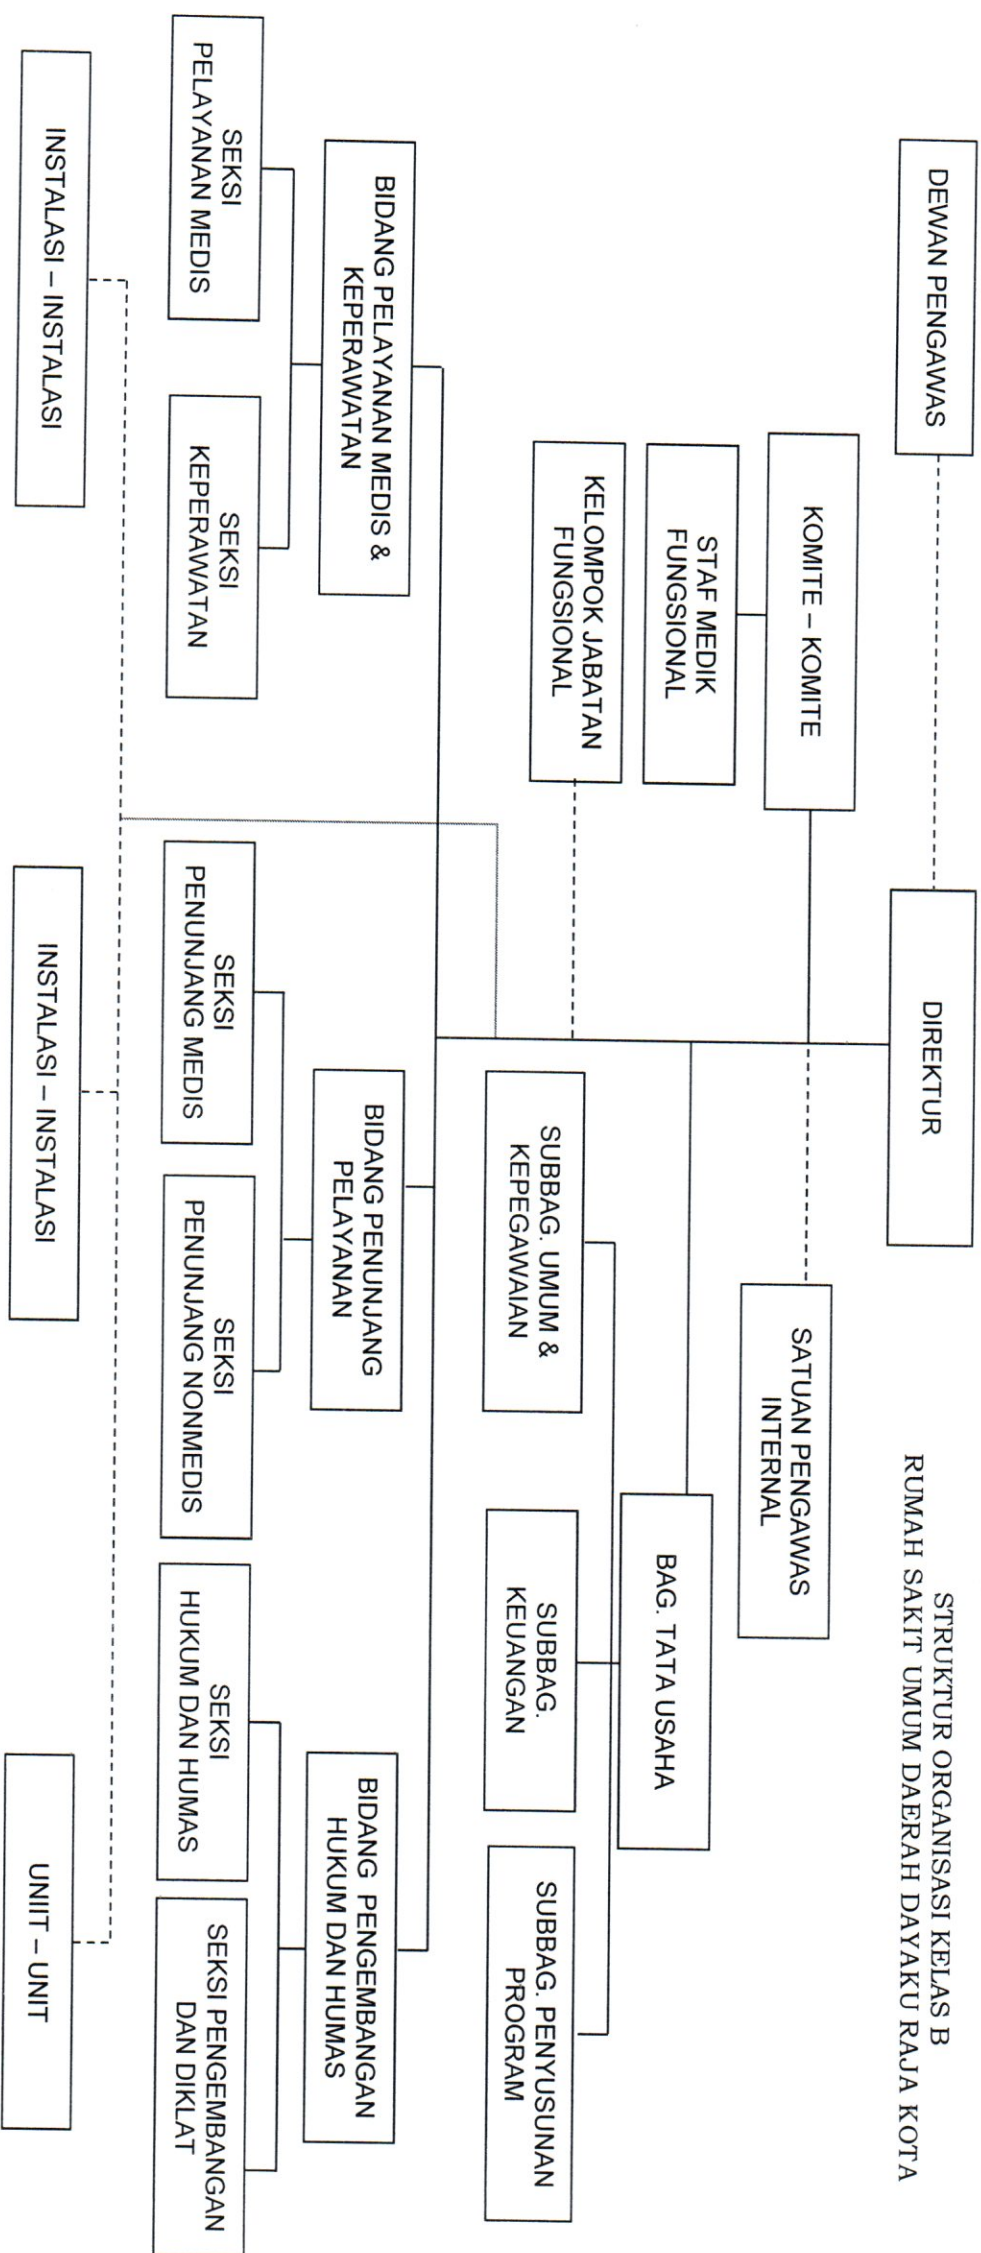 STRUKTUR ORGANISASI KELAS B
RUMAH SAKIT UMUM DAERAH DAYAKU RAJA KOTA
DEWAN PENGAWAS
DIREKTUR
KOMITE – KOMITE
SATUAN PENGAWAS
INTERNAL
STAF MEDIK
FUNGSIONAL
BAG. TATA USAHA
KELOMPOK JABATAN
FUNGSIONAL
SUBBAG. UMUM &
KEPEGAWAIAN
SUBBAG.
KEUANGAN
SUBBAG. PENYUSUNAN
PROGRAM
BIDANG PELAYANAN MEDIS &
KEPERAWATAN
BIDANG PENUNJANG
PELAYANAN
BIDANG PENGEMBANGAN
HUKUM DAN HUMAS
SEKSI
PELAYANAN MEDIS
SEKSI
KEPERAWATAN
SEKSI
PENUNJANG MEDIS
SEKSI
PENUNJANG NONMEDIS
SEKSI
HUKUM DAN HUMAS
SEKSI PENGEMBANGAN
DAN DIKLAT
INSTALASI – INSTALASI
INSTALASI – INSTALASI
UNIIT – UNIT